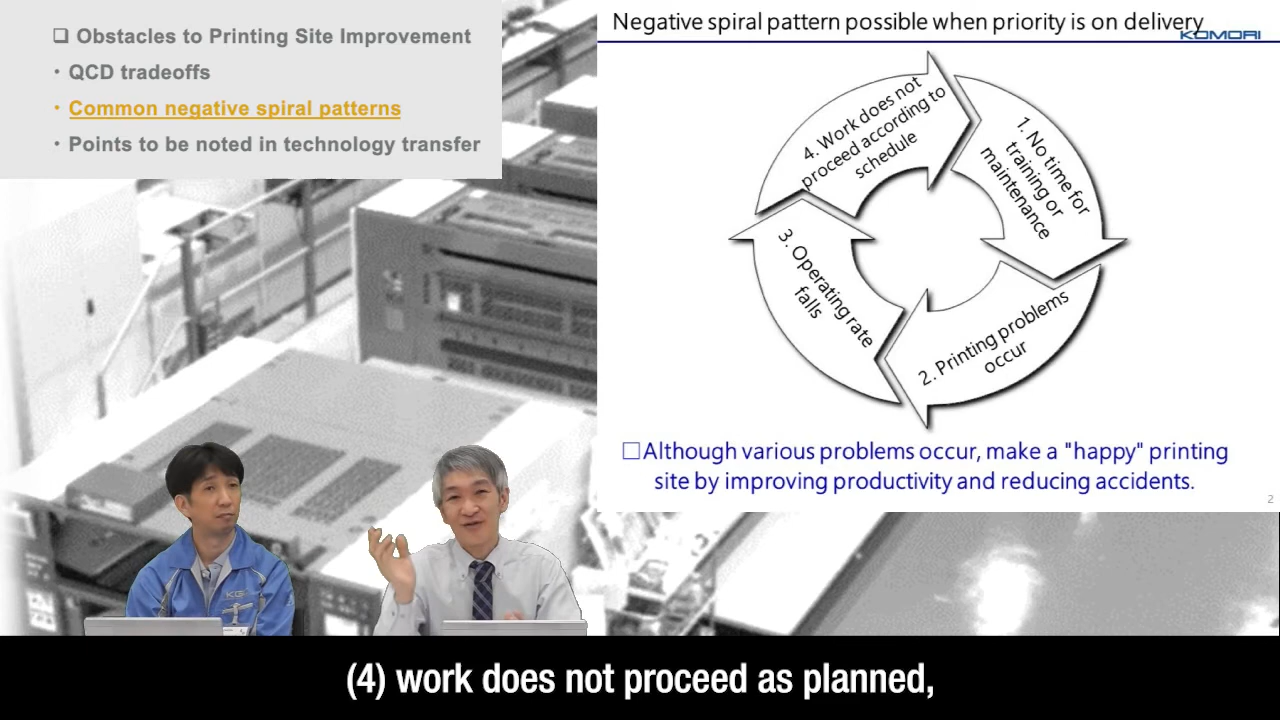 ❑ Obstacles to Printing Site Improvement
・QCD tradeoffs
・Common negative spiral patterns
・Points to be noted in technology transfer
Negative spiral pattern possible when priority is on delivery
KOMORI
1. No time for
training or
maintenance
2. Printing problems
occur
3. Operating rate
falls
4. Work does not
proceed according to
schedule
□Although various problems occur, make a "happy" printing
site by improving productivity and reducing accidents.
2
(4) work does not proceed as planned,